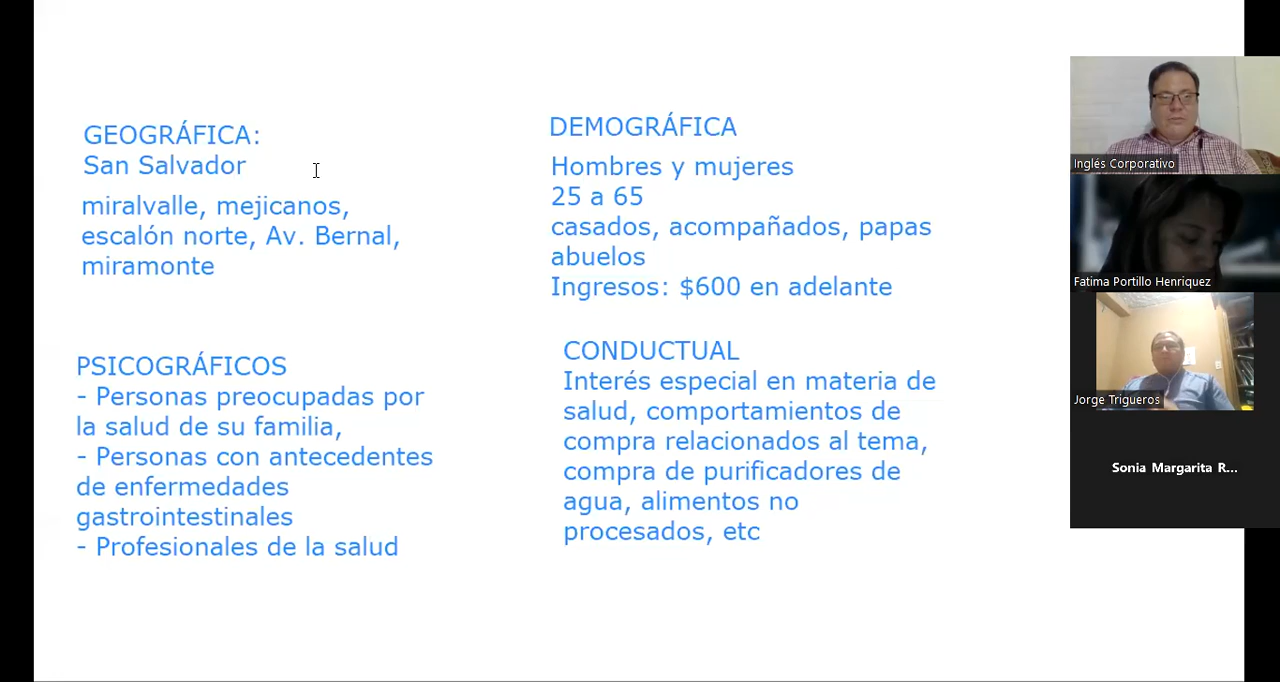 GEOGRÁFICA:
San Salvador
miralvalle, mejicanos,
escalón norte, Av. Bernal,
miramonte
DEMOGRÁFICA
Hombres y mujeres
25 a 65
casados, acompañados, papas
abuelos
Ingresos: $600 en adelante
PSICOGRÁFICOS
- Personas preocupadas por
la salud de su familia,
- Personas con antecedentes
de enfermedades
gastrointestinales
- Profesionales de la salud
CONDUCTUAL
Interés especial en materia de
salud, comportamientos de
compra relacionados al tema,
compra de purificadores de
agua, alimentos no
procesados, etc
Inglés Corporativo
Fatima Portillo Henriquez
Jorge Trigueros
Sonia Margarita R...